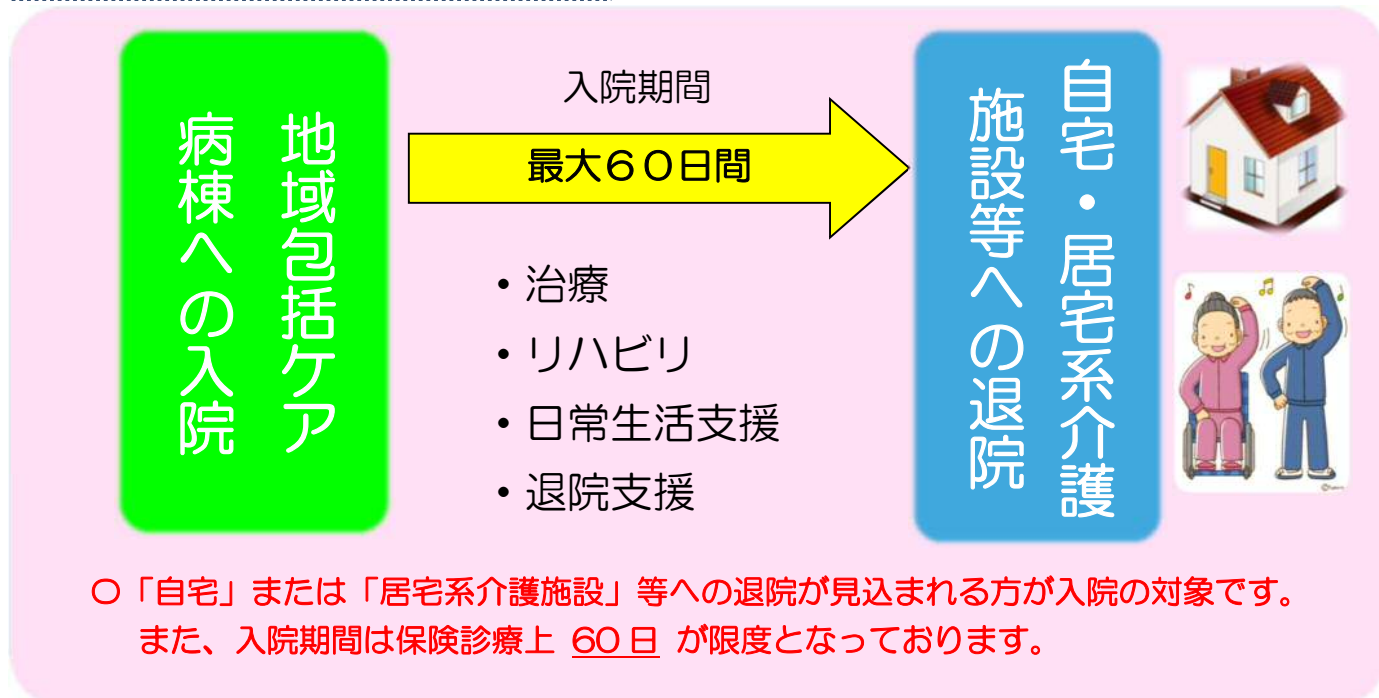 地域包括ケア
病棟への入院
入院期間
最大60日間
・治療
・リハビリ
・日常生活支援
・退院支援
自宅・居宅系介護
施設等への退院
〇「自宅」または「居宅系介護施設」等への退院が見込まれる方が入院の対象です。
また、入院期間は保険診療上 60日 が限度となっております。